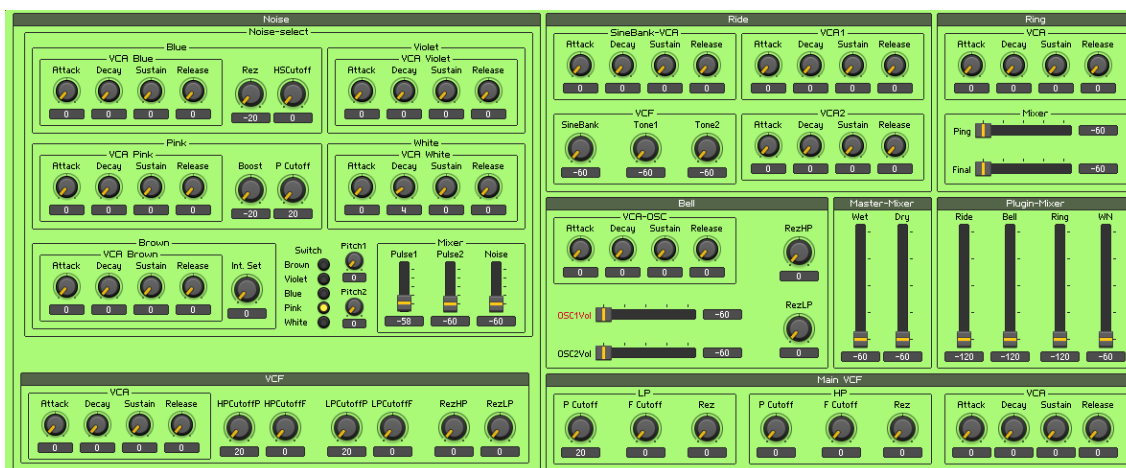 Noise
Noise-select
Blue
VCA Blue
Attack Decay Sustain Release
0 0 0 0
Rez HSCutoff
-20 0
Violet
VCA Violet
Attack Decay Sustain Release
0 0 0 0
Pink
VCA Pink
Attack Decay Sustain Release
0 0 0 0
Boost P Cutoff
-20 20
White
VCA White
Attack Decay Sustain Release
0 4 0 0
Brown
VCA Brown
Attack Decay Sustain Release
0 0 0 0
Int. Set
0
Switch
Brown
Violet
Blue
Pink
White
Pitch1
0
Pitch2
0
Mixer
Pulse1 Pulse2 Noise
-58 -60 -60
VCF
VCA
Attack Decay Sustain Release
0 0 0 0
HPCutoffP HPCutoffF LPCutoffP LPCutoffF RezHP RezLP
20 0 20 0 0 0
Ride
SineBank-VCA
Attack Decay Sustain Release
0 0 0 0
VCA1
Attack Decay Sustain Release
0 0 0 0
VCF
SineBank Tone1 Tone2
-60 -60 -60
VCA2
Attack Decay Sustain Release
0 0 0 0
Ring
VCA
Attack Decay Sustain Release
0 0 0 0
Mixer
Ping -60
Final -60
Bell
VCA-OSC
Attack Decay Sustain Release
0 0 0 0
RezHP
0
OSC1Vol -60
RezLP
0
OSC2Vol -60
Master-Mixer
Wet Dry
-60 -60
Plugin-Mixer
Ride Bell Ring WN
-120 -120 -120 -60
Main VCF
LP
P Cutoff F Cutoff Rez
20 0 0
HP
P Cutoff F Cutoff Rez
0 0 0
VCA
Attack Decay Sustain Release
0 0 0 0